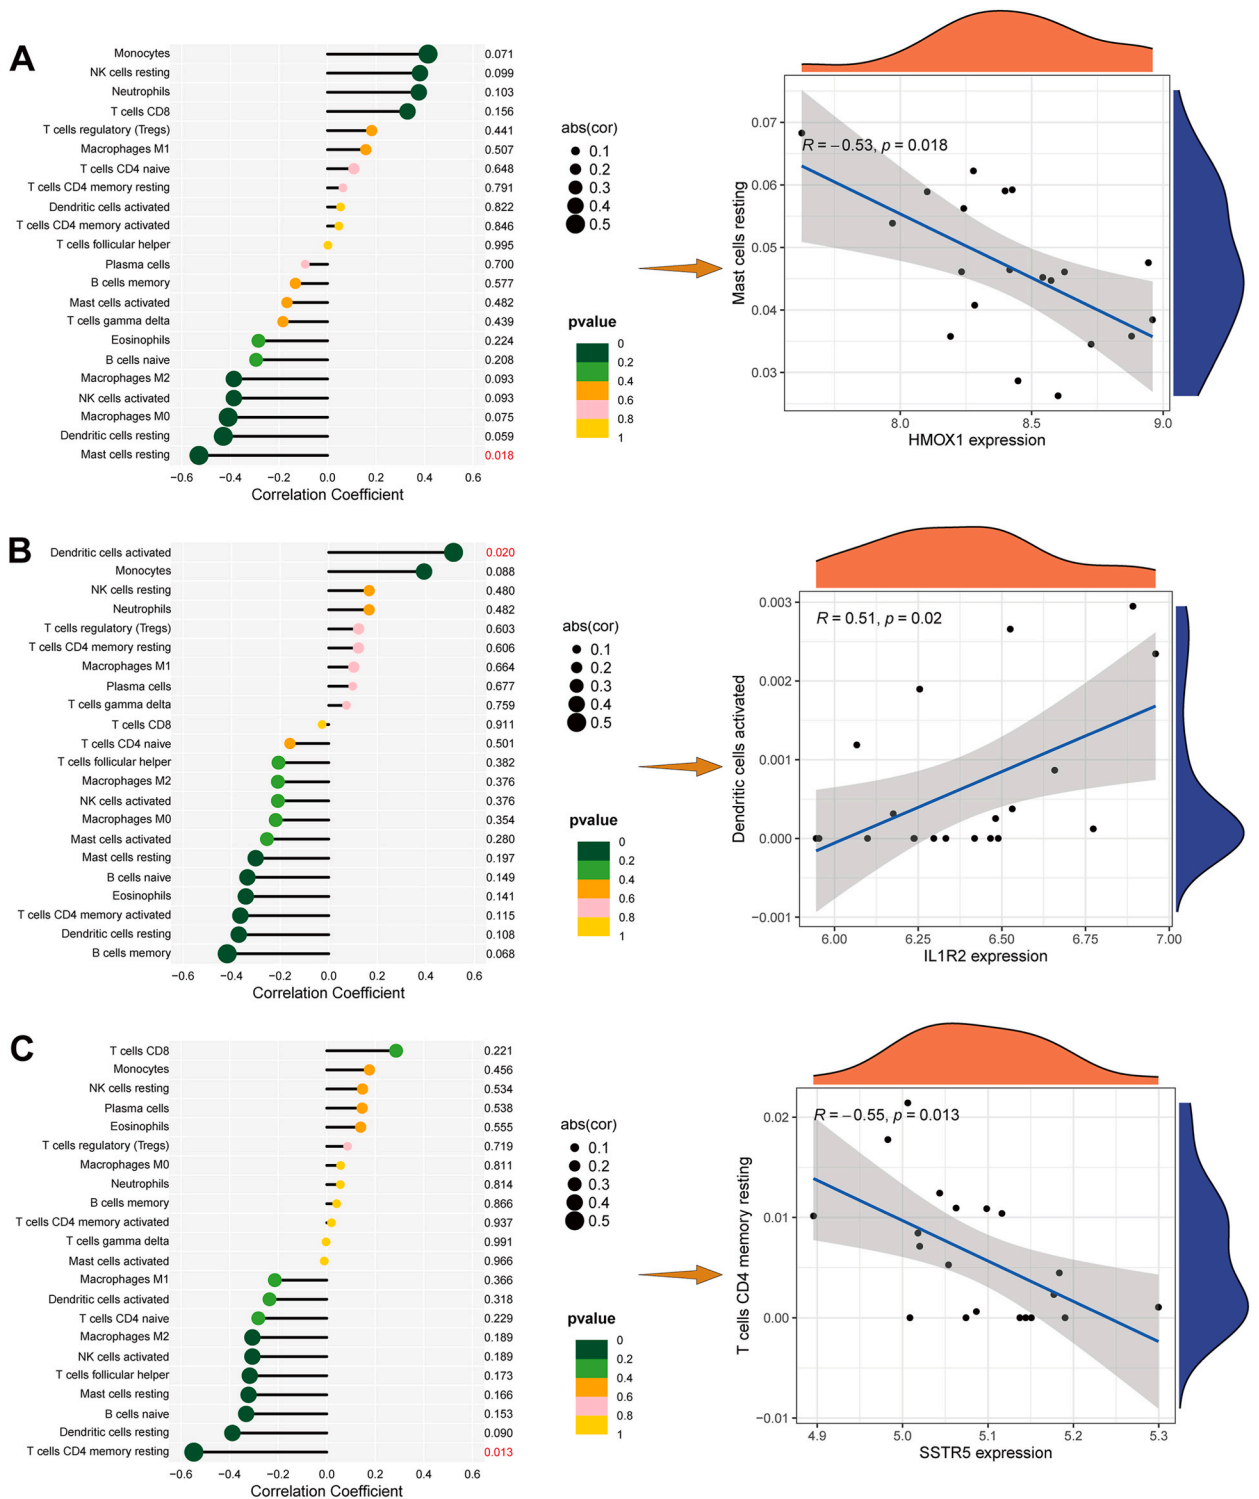 A
Monocytes 0.071
NK cells resting 0.099
Neutrophils 0.103
T cells CD8 0.156
T cells regulatory (Tregs) 0.441
Macrophages M1 0.507
T cells CD4 naive 0.648
T cells CD4 memory resting 0.791
Dendritic cells activated 0.822
T cells CD4 memory activated 0.846
T cells follicular helper 0.995
Plasma cells 0.700
B cells memory 0.577
Mast cells activated 0.482
T cells gamma delta 0.439
Eosinophils 0.224
B cells naive 0.208
Macrophages M2 0.093
NK cells activated 0.093
Macrophages M0 0.075
Dendritic cells resting 0.059
Mast cells resting 0.018
−0.6 −0.4 −0.2 0.0 0.2 0.4 0.6
Correlation Coefficient
abs(cor)
0.1
0.2
0.3
0.4
0.5
pvalue
0
0.2
0.4
0.6
0.8
1
R = −0.53, p = 0.018
Mast cells resting
0.07
0.06
0.05
0.04
0.03
8.0 8.5 9.0
HMOX1 expression
B
Dendritic cells activated 0.020
Monocytes 0.088
NK cells resting 0.480
Neutrophils 0.482
T cells regulatory (Tregs) 0.603
T cells CD4 memory resting 0.606
Macrophages M1 0.664
Plasma cells 0.677
T cells gamma delta 0.759
T cells CD8 0.911
T cells CD4 naive 0.501
T cells follicular helper 0.382
Macrophages M2 0.376
NK cells activated 0.376
Macrophages M0 0.354
Mast cells activated 0.280
Mast cells resting 0.197
B cells naive 0.149
Eosinophils 0.141
T cells CD4 memory activated 0.115
Dendritic cells resting 0.108
B cells memory 0.068
−0.6 −0.4 −0.2 0.0 0.2 0.4 0.6
Correlation Coefficient
abs(cor)
0.1
0.2
0.3
0.4
0.5
pvalue
0
0.2
0.4
0.6
0.8
1
R = 0.51, p = 0.02
Dendritic cells activated
0.003
0.002
0.001
0.000
−0.001
6.00 6.25 6.50 6.75 7.00
IL1R2 expression
C
T cells CD8 0.221
Monocytes 0.456
NK cells resting 0.534
Plasma cells 0.538
Eosinophils 0.555
T cells regulatory (Tregs) 0.719
Macrophages M0 0.811
Neutrophils 0.814
B cells memory 0.866
T cells CD4 memory activated 0.937
T cells gamma delta 0.991
Mast cells activated 0.966
Macrophages M1 0.366
Dendritic cells activated 0.318
T cells CD4 naive 0.229
Macrophages M2 0.189
NK cells activated 0.189
T cells follicular helper 0.173
Mast cells resting 0.166
B cells naive 0.153
Dendritic cells resting 0.090
T cells CD4 memory resting 0.013
−0.6 −0.4 −0.2 0.0 0.2 0.4 0.6
Correlation Coefficient
abs(cor)
0.1
0.2
0.3
0.4
0.5
pvalue
0
0.2
0.4
0.6
0.8
1
R = −0.55, p = 0.013
T cells CD4 memory resting
0.02
0.01
0.00
−0.01
4.9 5.0 5.1 5.2 5.3
SSTR5 expression